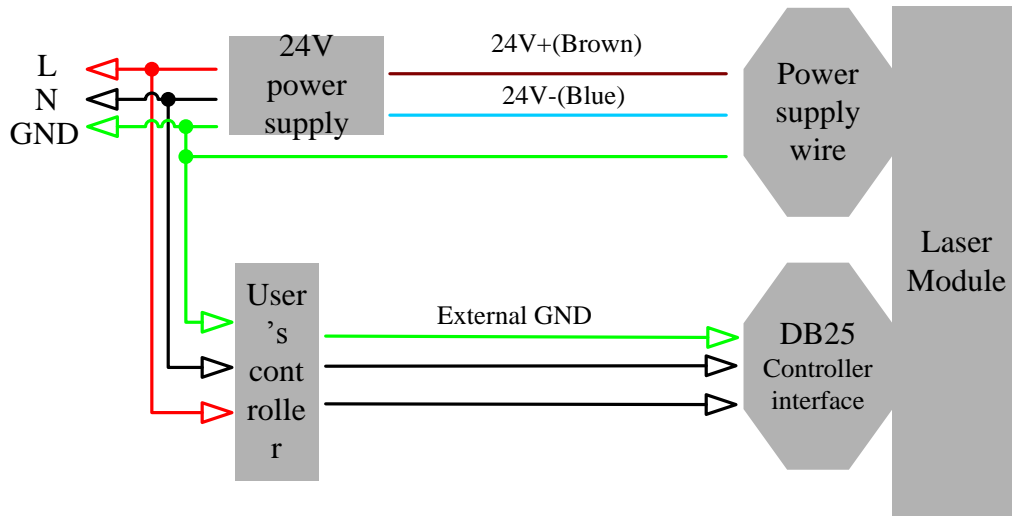 L
N
GND
24V
power
supply
24V+(Brown)
24V-(Blue)
Power
supply
wire
Laser
Module
User
’s
cont
rolle
r
External GND
DB25
Controller
interface